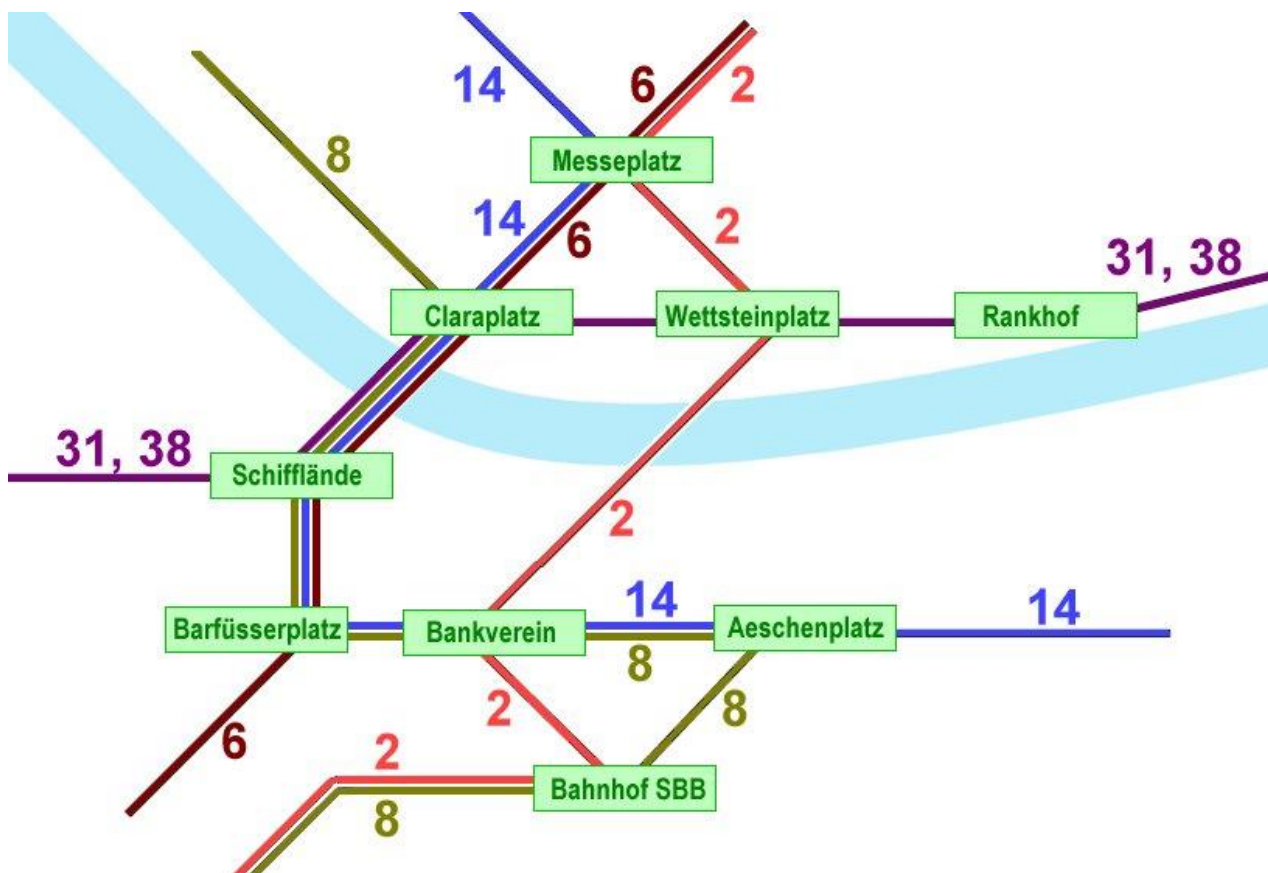 14
6
2
8
Messeplatz
14
6
2
31, 38
Claraplatz
Wettsteinplatz
Rankhof
31, 38
Schifflände
2
14
14
Barfüsserplatz
Bankverein
Aeschenplatz
8
2
8
6
2
Bahnhof SBB
8